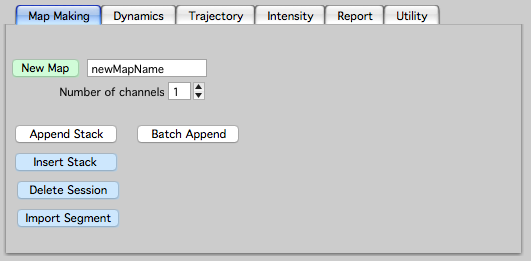 Map Making Dynamics Trajectory Intensity Report Utility
New Map newMapName
Number of channels 1
Append Stack Batch Append
Insert Stack
Delete Session
Import Segment